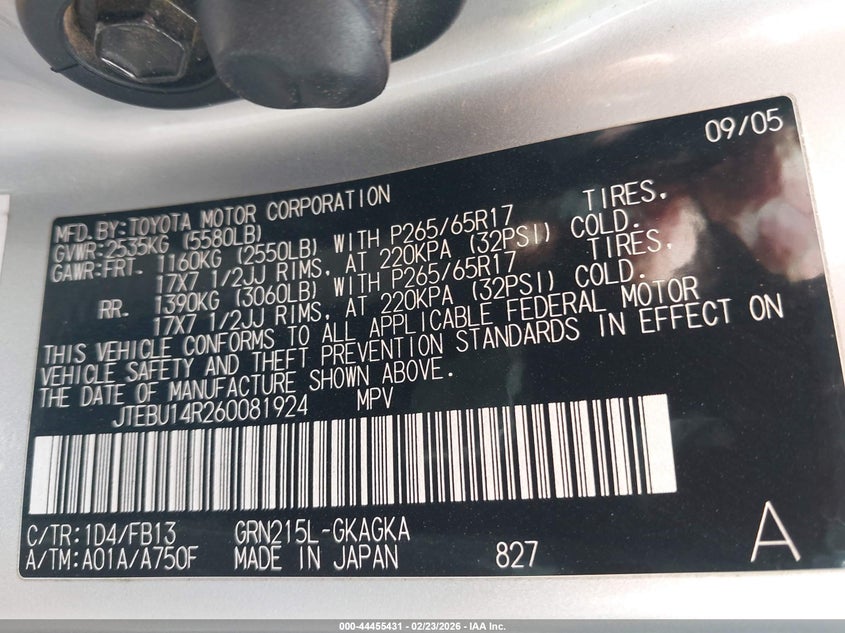 09/05
MFD.BY:TOYOTA MOTOR CORPORATION
GVWR:2535KG (5580LB)
GAWR:FRT. 1160KG (2550LB) WITH P265/65R17 TIRES,
17X7 1/2JJ RIMS, AT 220KPA (32PSI) COLD.
RR. 1390KG (3060LB) WITH P265/65R17 TIRES,
17X7 1/2JJ RIMS, AT 220KPA (32PSI) COLD.
THIS VEHICLE CONFORMS TO ALL APPLICABLE FEDERAL MOTOR
VEHICLE SAFETY AND THEFT PREVENTION STANDARDS IN EFFECT ON
THE DATE OF MANUFACTURE SHOWN ABOVE.
JTEBU14R260081924 MPV
C/TR:1D4/FB13 GRN215L-GKAGKA
A/TM:A01A/A750F MADE IN JAPAN 827 A
000-44455431 - 02/23/2026 - IAA Inc.